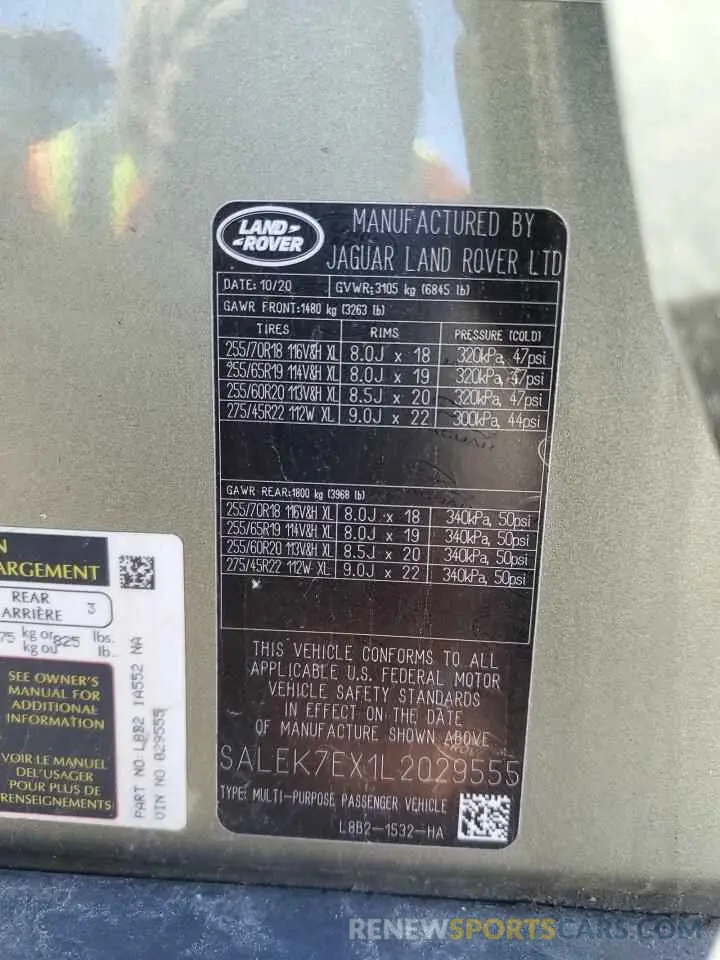 LAND ROVER
MANUFACTURED BY
JAGUAR LAND ROVER LTD
DATE: 10/20 GVWR:3105 kg (6845 lb)
GAWR FRONT:1480 kg (3263 lb)
TIRES RIMS PRESSURE (COLD)
255/70R18 116V&H XL 8.0J x 18 320kPa, 47psi
255/65R19 114V&H XL 8.0J x 19 320kPa, 47psi
255/60R20 113V&H XL 8.5J x 20 320kPa, 47psi
275/45R22 112W XL 9.0J x 22 300kPa, 44psi
GAWR REAR:1800 kg (3968 lb)
255/70R18 116V&H XL 8.0J x 18 340kPa, 50psi
255/65R19 114V&H XL 8.0J x 19 340kPa, 50psi
255/60R20 113V&H XL 8.5J x 20 340kPa, 50psi
275/45R22 112W XL 9.0J x 22 340kPa, 50psi
THIS VEHICLE CONFORMS TO ALL
APPLICABLE U.S. FEDERAL MOTOR
VEHICLE SAFETY STANDARDS
IN EFFECT ON THE DATE
OF MANUFACTURE SHOWN ABOVE
SALEK7EX1L2029555
TYPE: MULTI-PURPOSE PASSENGER VEHICLE
L8B2-1532-HA
N
ARGEMENT
REAR
ARRIÈRE 3
75 kg or 825 lbs.
kg ou lb.
SEE OWNER'S
MANUAL FOR
ADDITIONAL
INFORMATION
VOIR LE MANUEL
DEL'USAGER
POUR PLUS DE
RENSEIGNEMENTS
PART NO L8B2 1A552 NA
VIN NO 029555
RENEWSPORTSCARS.COM